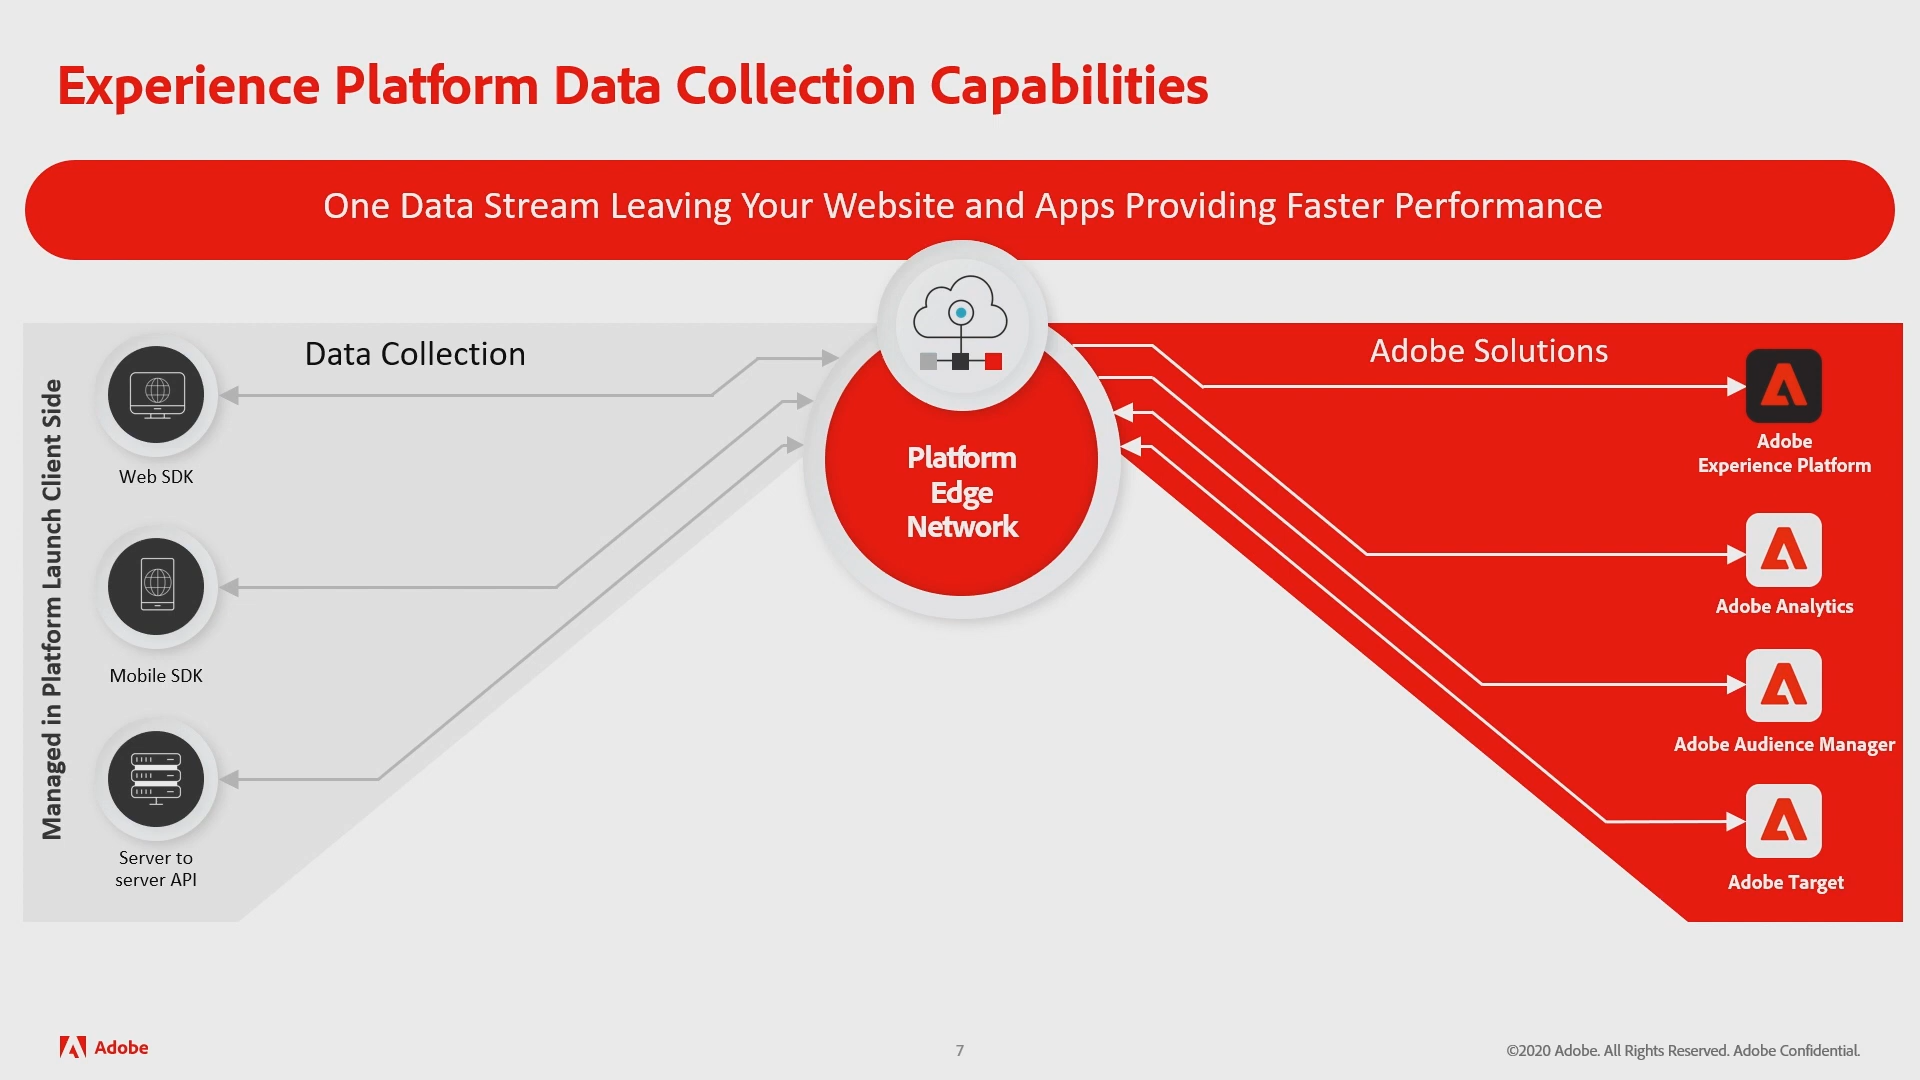 Experience Platform Data Collection Capabilities
One Data Stream Leaving Your Website and Apps Providing Faster Performance
Managed in Platform Launch Client Side
Data Collection
Web SDK
Mobile SDK
Server to
server API
Platform
Edge
Network
Adobe Solutions
Adobe
Experience Platform
Adobe Analytics
Adobe Audience Manager
Adobe Target
Adobe
7
©2020 Adobe. All Rights Reserved. Adobe Confidential.